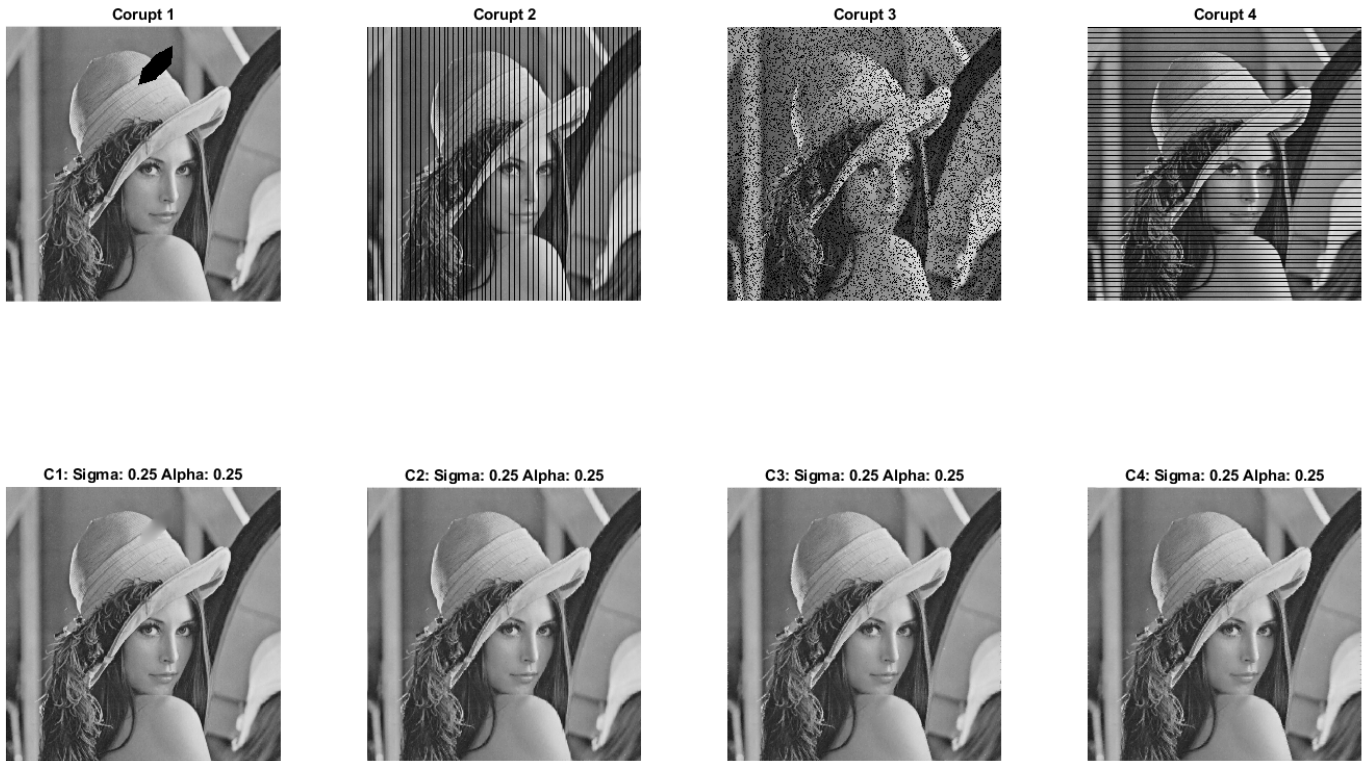 Corupt 1
Corupt 2
Corupt 3
Corupt 4
C1: Sigma: 0.25 Alpha: 0.25
C2: Sigma: 0.25 Alpha: 0.25
C3: Sigma: 0.25 Alpha: 0.25
C4: Sigma: 0.25 Alpha: 0.25